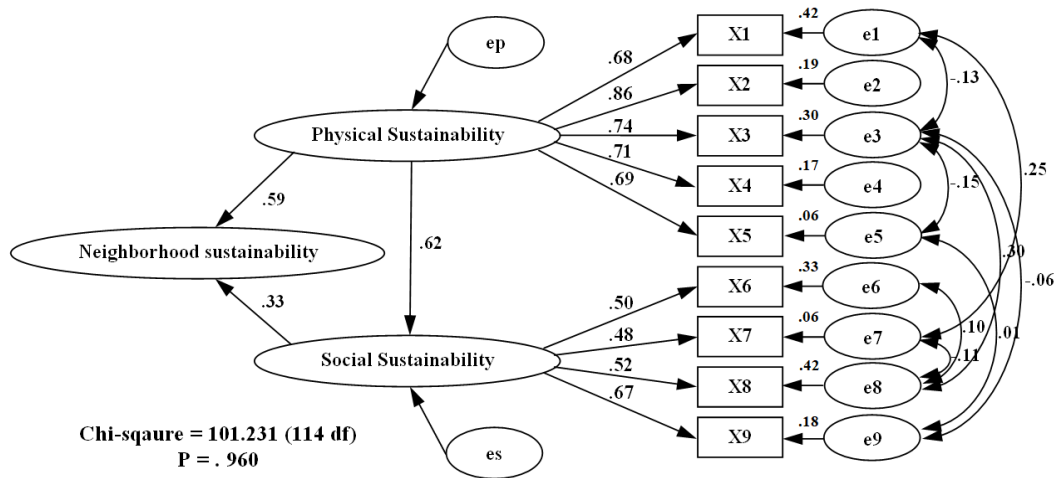 ep
Physical Sustainability
Neighborhood sustainability
Social Sustainability
es
.59
.62
.33
.68
.86
.74
.71
.69
.50
.48
.52
.67
X1
X2
X3
X4
X5
X6
X7
X8
X9
.42
.19
.30
.17
.06
.33
.06
.42
.18
e1
e2
e3
e4
e5
e6
e7
e8
e9
-.13
.25
-.15
.30
-.06
.10
.01
-.11
Chi-sqaure = 101.231 (114 df)
P = . 960